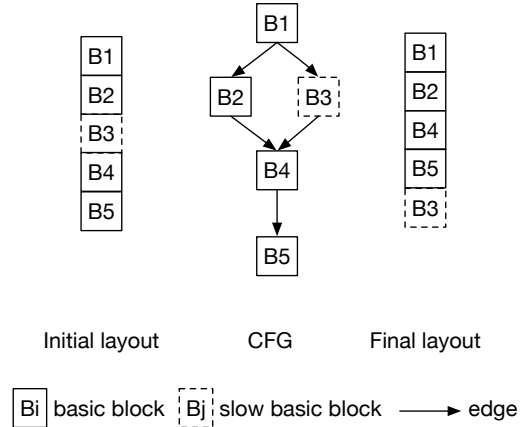 B1
B2
B3
B4
B5
B1
B2
B3
B4
B5
B1
B2
B4
B5
B3
Initial layout
CFG
Final layout
Bi basic block Bj slow basic block edge